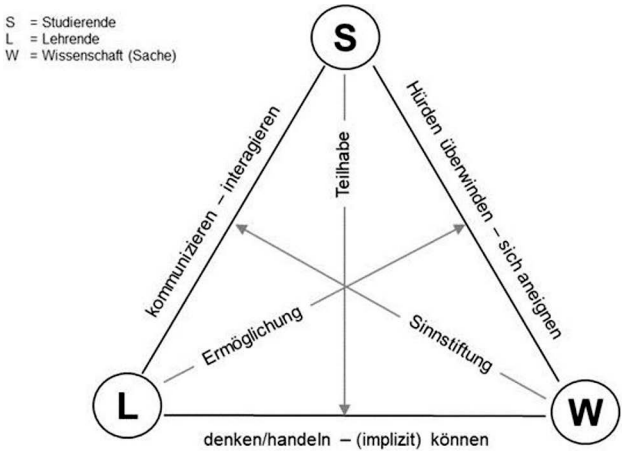 S = Studierende
L = Lehrende
W = Wissenschaft (Sache)
S
kommunizieren – interagieren
Teilhabe
Hürden überwinden – sich aneignen
Ermöglichung
Sinnstiftung
L
W
denken/handeln – (implizit) können